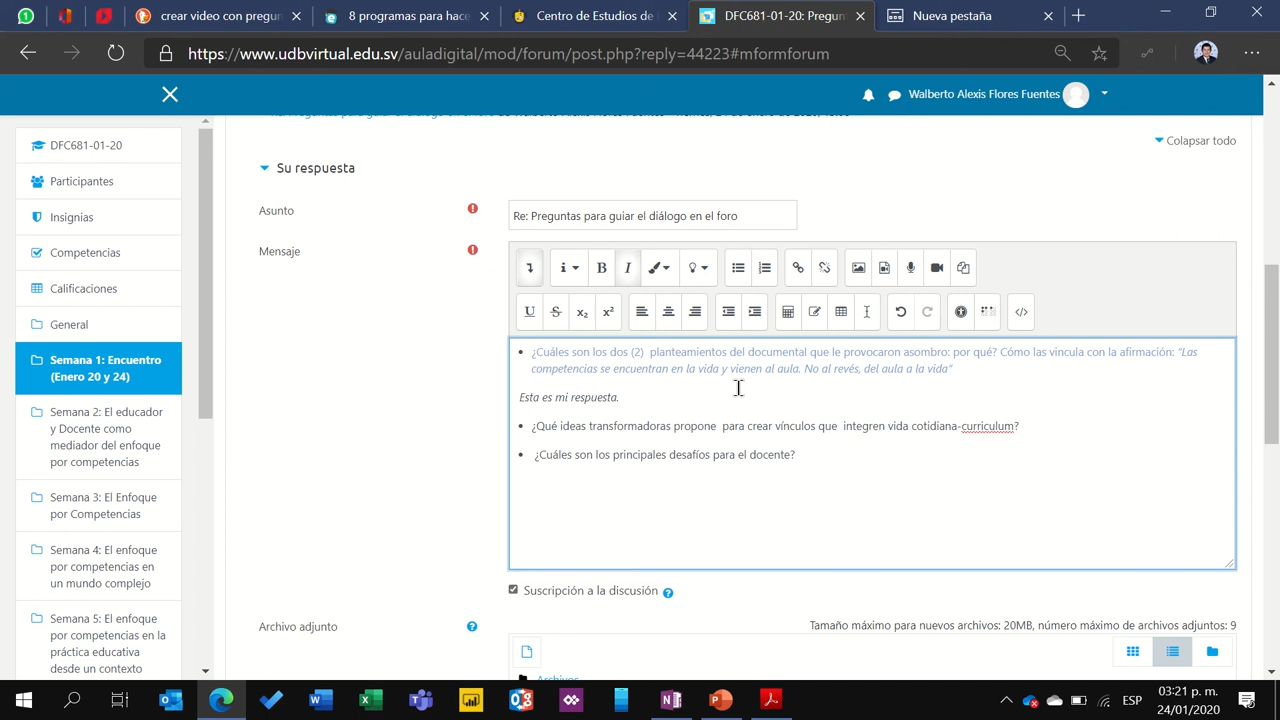 crear video con pregun
8 programas para hace
Centro de Estudios de
DFC681-01-20: Pregunt
Nueva pestaña
https://www.udbvirtual.edu.sv/auladigital/mod/forum/post.php?reply=44223#mformforum
Walberto Alexis Flores Fuentes
Colapsar todo
DFC681-01-20
Participantes
Insignias
Competencias
Calificaciones
General
Semana 1: Encuentro
(Enero 20 y 24)
Semana 2: El educador
y Docente como
mediador del enfoque
por competencias
Semana 3: El Enfoque
por Competencias
Semana 4: El enfoque
por competencias en
un mundo complejo
Semana 5: El enfoque
por competencias en la
práctica educativa
desde un contexto
Su respuesta
Asunto
Re: Preguntas para guiar el diálogo en el foro
Mensaje
• ¿Cuáles son los dos (2)  planteamientos del documental que le provocaron asombro: por qué? Cómo las vincula con la afirmación: "Las
competencias se encuentran en la vida y vienen al aula. No al revés, del aula a la vida"
Esta es mi respuesta.
• ¿Qué ideas transformadoras propone  para crear vínculos que  integren vida cotidiana-curriculum?
• ¿Cuáles son los principales desafíos para el docente?
Suscripción a la discusión
Archivo adjunto
Tamaño máximo para nuevos archivos: 20MB, número máximo de archivos adjuntos: 9
Archivos
ESP
03:21 p. m.
24/01/2020